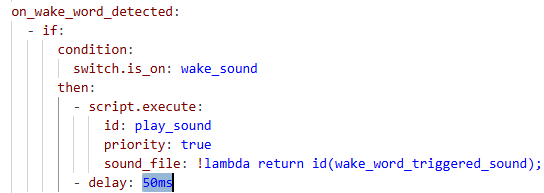 on_wake_word_detected:
  - if:
      condition:
        switch.is_on: wake_sound
      then:
        - script.execute:
            id: play_sound
            priority: true
            sound_file: !lambda return id(wake_word_triggered_sound);
        - delay: 50ms